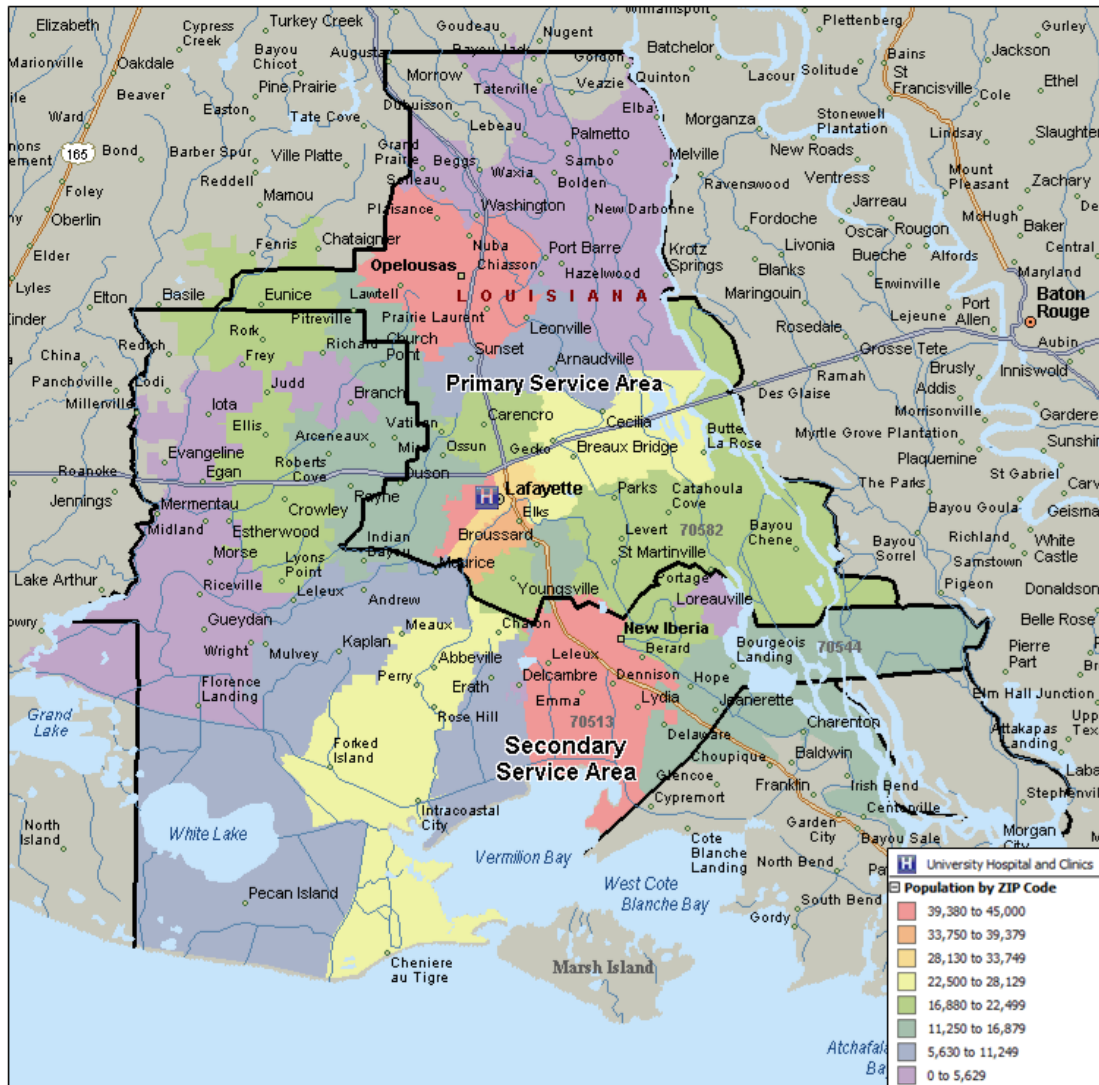 Elizabeth
Cypress
Creek
Turkey Creek
Goudeau
Nugent
Williamsport
Plettenberg
Gurley
Marionville
Oakdale
Bayou
Chicot
Augusta
Bayou Jack
Gordon
Batchelor
Bains
Jackson
Beaver
Pine Prairie
Morrow
Taterville
Veazie
Quinton
Lacour
Solitude
St
Francisville
Ethel
Cole
Ward
Easton
Tate Cove
Dubuisson
Lebeau
Elba
Morganza
Stonewell
Plantation
Lindsay
Slaughter
165
Bond
Barber Spur
Ville Platte
Grand
Prairie
Beggs
Waxia
Palmetto
Sambo
Melville
New Roads
Foley
Reddell
Mamou
Soileau
Bolden
Ravenswood
Ventress
Mount
Pleasant
Zachary
Oberlin
Plaisance
Washington
New Darbonne
Fordoche
Jarreau
McHugh
Baker
Elder
Fenris
Chataignier
Nuba
Port Barre
Krotz
Springs
Livonia
Oscar
Rougon
Bueche
Alfords
Central
Lyles
Opelousas
Chiasson
Hazelwood
Blanks
Maryland
Elton
Basile
Eunice
Lawtell
LOUISIANA
Maringouin
Erwinville
Port
Allen
Baton
Rouge
Kinder
Pitreville
Prairie Laurent
Leonville
Rosedale
Lejeune
China
Redich
Rork
Richard
Church
Point
Sunset
Arnaudville
Grosse Tete
Aubin
Panchoville
Lodi
Frey
Judd
Branch
Primary Service Area
Des Glaise
Ramah
Brusly
Addis
Inniswold
Millerville
Iota
Ellis
Arceneaux
Vatican
Carencro
Cecilia
Butte
La Rose
Morrisonville
Gardere
Evangeline
Mire
Ossun
Gecko
Breaux Bridge
Myrtle Grove Plantation
Sunshine
Roanoke
Egan
Roberts
Cove
Duson
Plaquemine
St Gabriel
Jennings
Mermentau
Crowley
Rayne
H
Lafayette
Parks
Catahoula
Cove
The Parks
Carv
Midland
Estherwood
Elks
Levert
70582
Bayou
Chene
Bayou Goula
Geismar
Morse
Lyons
Point
Indian
Bayou
Broussard
St Martinville
Bayou
Sorrel
Richland
White
Castle
Lake Arthur
Riceville
Leleux
Maurice
Youngsville
Portage
Samstown
Pigeon
Donaldson
Lowry
Gueydan
Andrew
Loreauville
Belle Rose
Wright
Mulvey
Kaplan
Meaux
Charon
New Iberia
Bourgeois
Landing
70544
Pierre
Part
Florence
Landing
Abbeville
Leleux
Berard
Perry
Erath
Delcambre
Dennison
Hope
Elm Hall Junction
Grand
Lake
Rose Hill
Emma
Lydia
Jeanerette
Attakapas
Landing
70513
Charenton
Forked
Island
Secondary
Service Area
Delaware
Choupique
Baldwin
Glencoe
Franklin
Irish Bend
Stephenville
North
Island
White Lake
Intracoastal
City
Cypremort
Centerville
Garden
City
Bayou Sale
Morgan
City
Vermilion Bay
Cote
Blanche
Landing
North Bend
Pecan Island
West Cote
Blanche Bay
South Bend
Gordy
Cheniere
au Tigre
Marsh Island
Atchafala
Ba
H University Hospital and Clinics
Population by ZIP Code
39,380 to 45,000
33,750 to 39,379
28,130 to 33,749
22,500 to 28,129
16,880 to 22,499
11,250 to 16,879
5,630 to 11,249
0 to 5,629